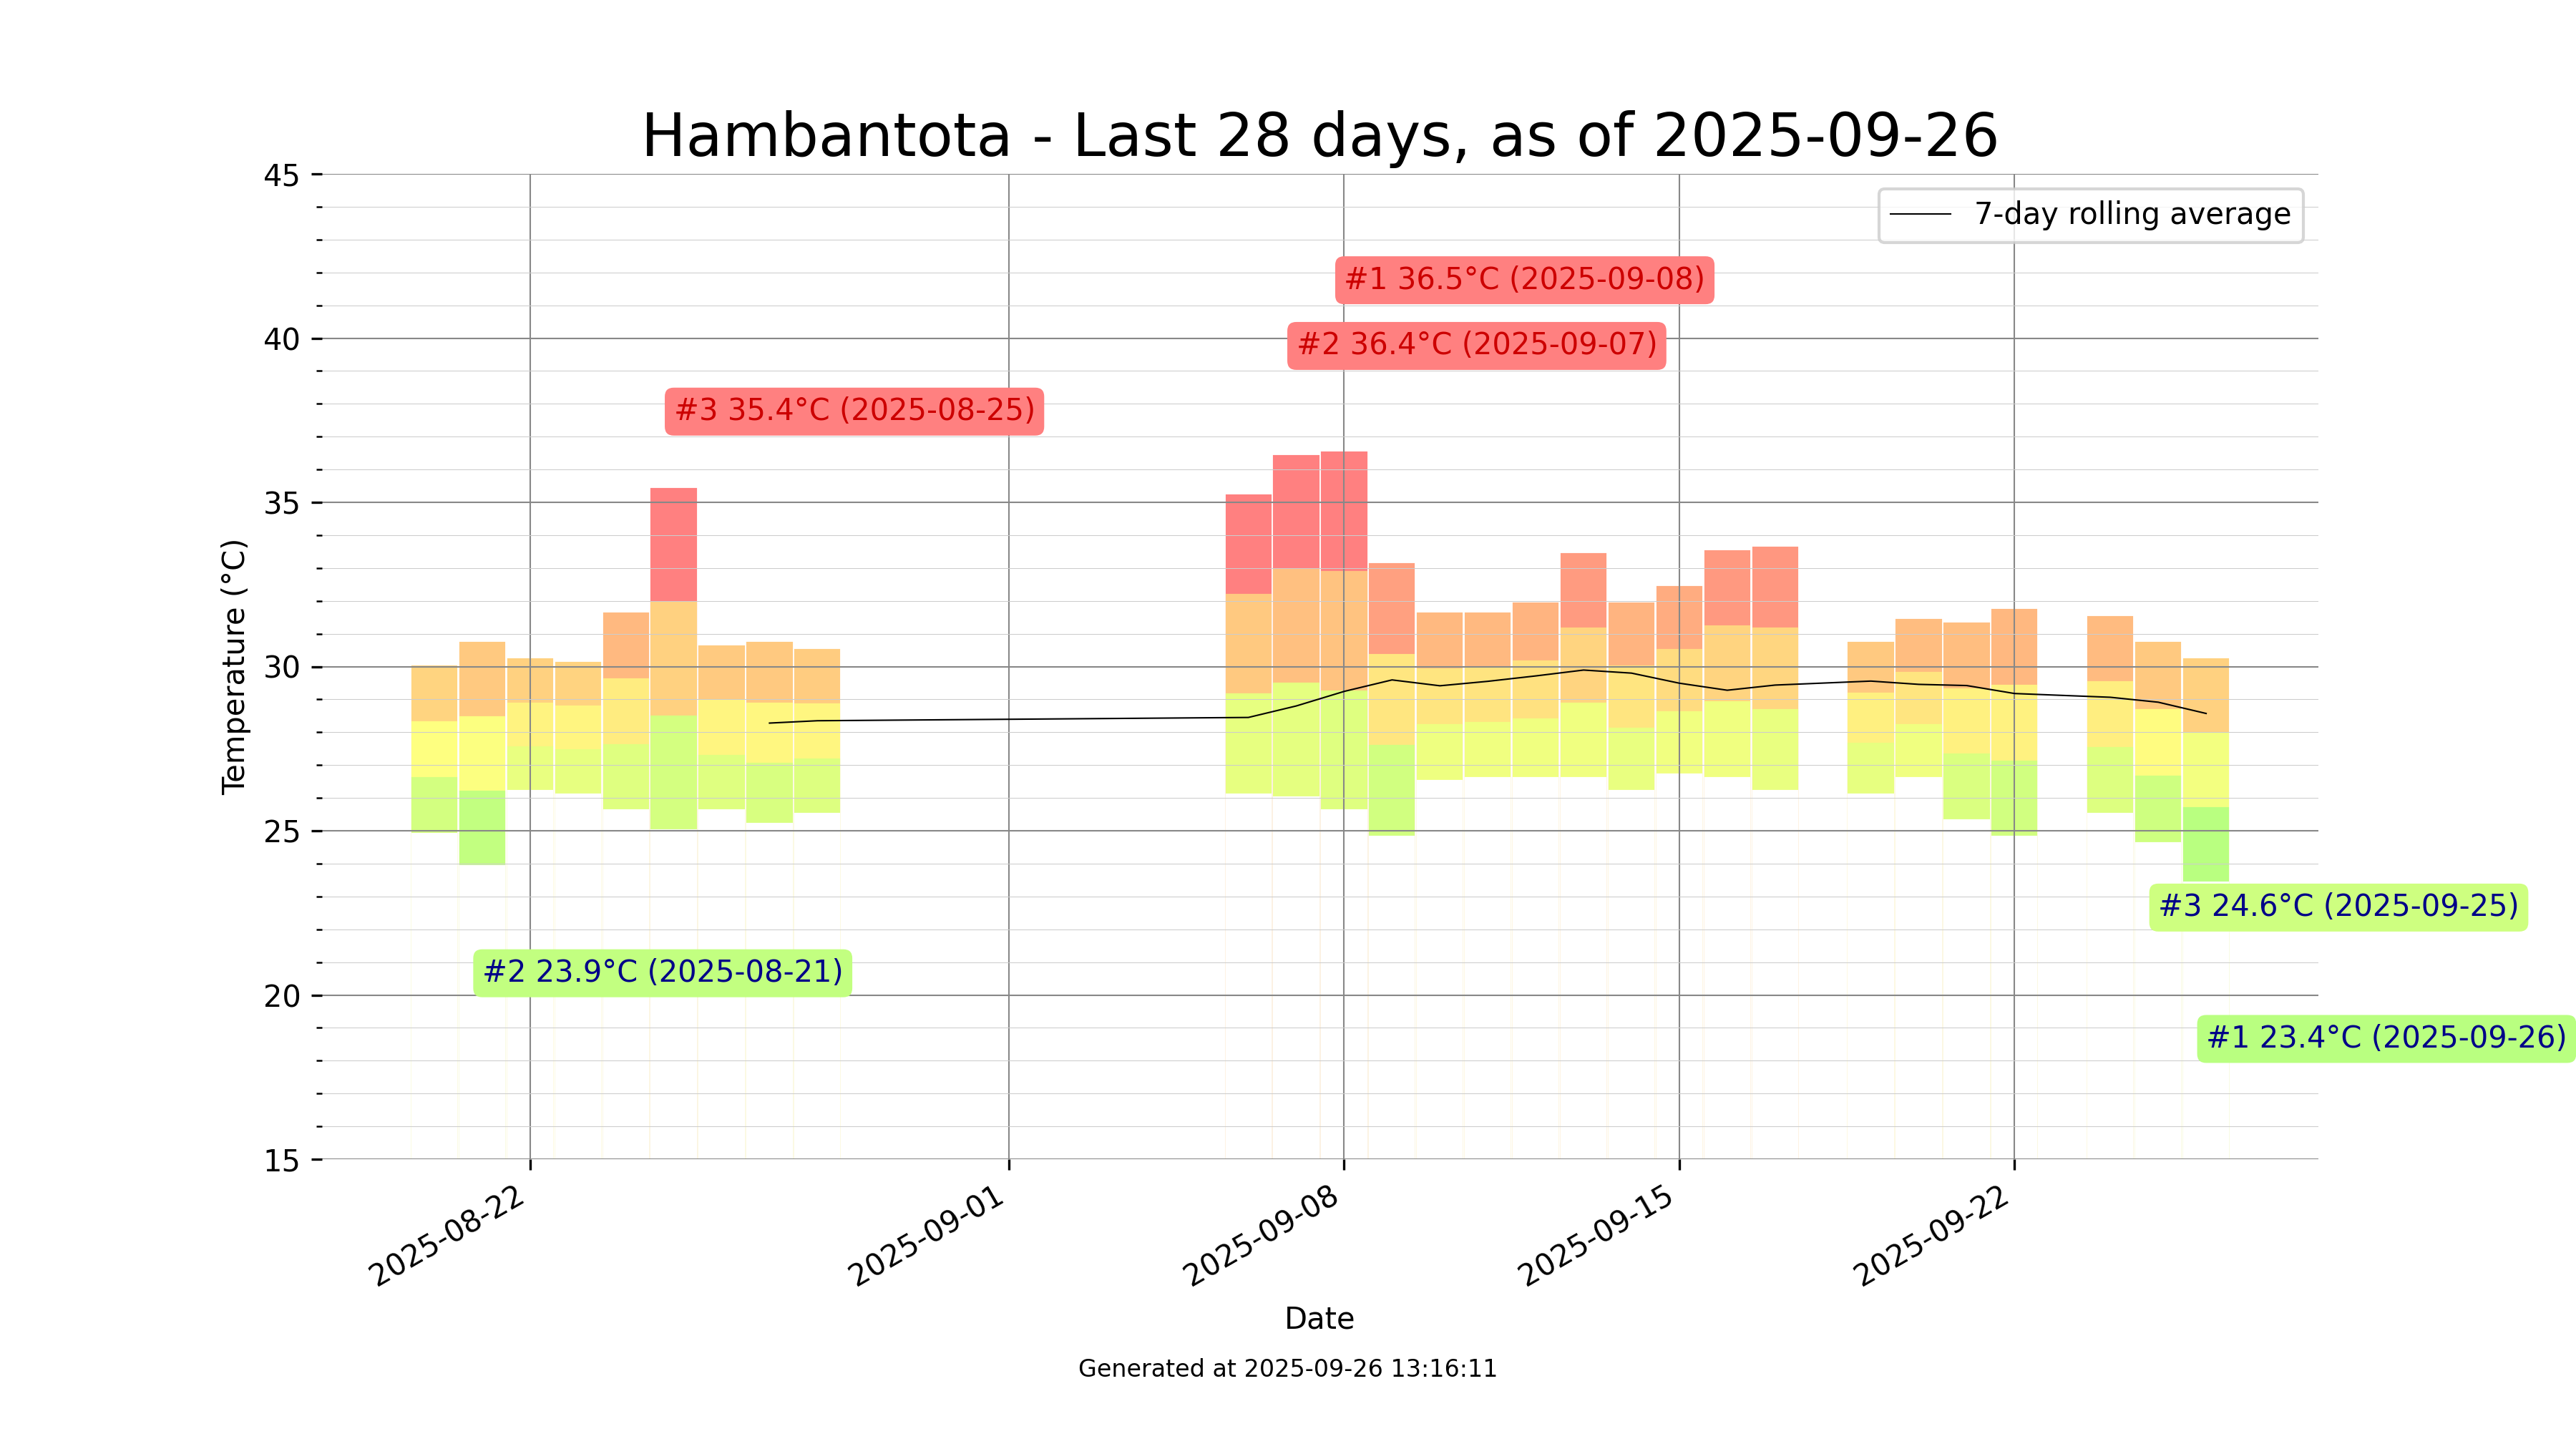 Hambantota - Last 28 days, as of 2025-09-26
45
7-day rolling average
#1 36.5°C (2025-09-08)
40
#2 36.4°C (2025-09-07)
#3 35.4°C (2025-08-25)
35
Temperature (°C)
30
25
#3 24.6°C (2025-09-25)
#2 23.9°C (2025-08-21)
20
#1 23.4°C (2025-09-26)
15
2025-08-22
2025-09-01
2025-09-08
2025-09-15
2025-09-22
Date
Generated at 2025-09-26 13:16:11